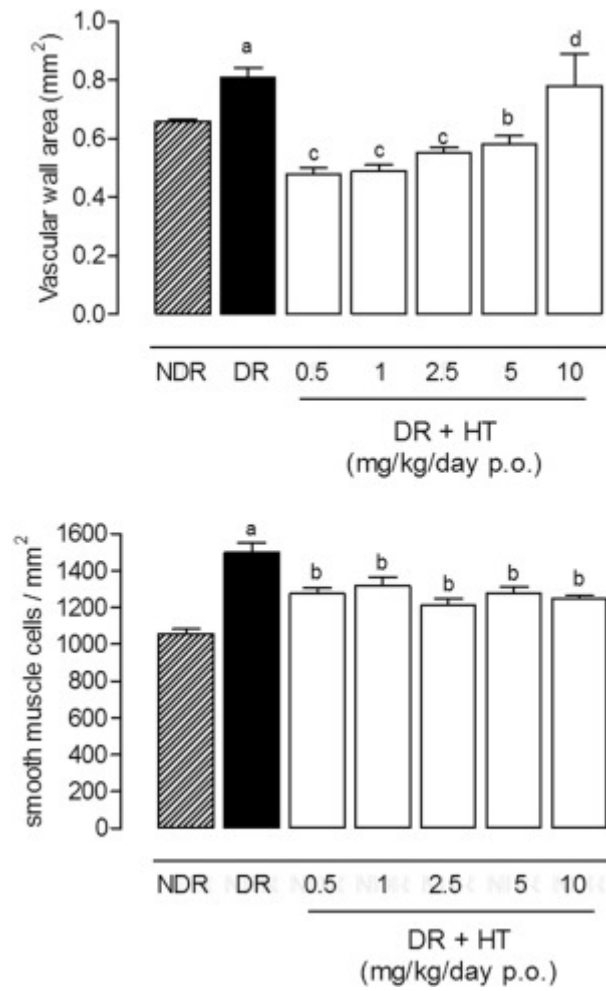 Vascular wall area (mm²)
1.0
0.8
0.6
0.4
0.2
0.0
a
c
c
c
b
d
NDR DR 0.5 1 2.5 5 10
DR + HT
(mg/kg/day p.o.)
smooth muscle cells / mm²
1600
1400
1200
1000
800
600
400
200
0
a
b
b
b
b
b
NDR DR 0.5 1 2.5 5 10
DR + HT
(mg/kg/day p.o.)